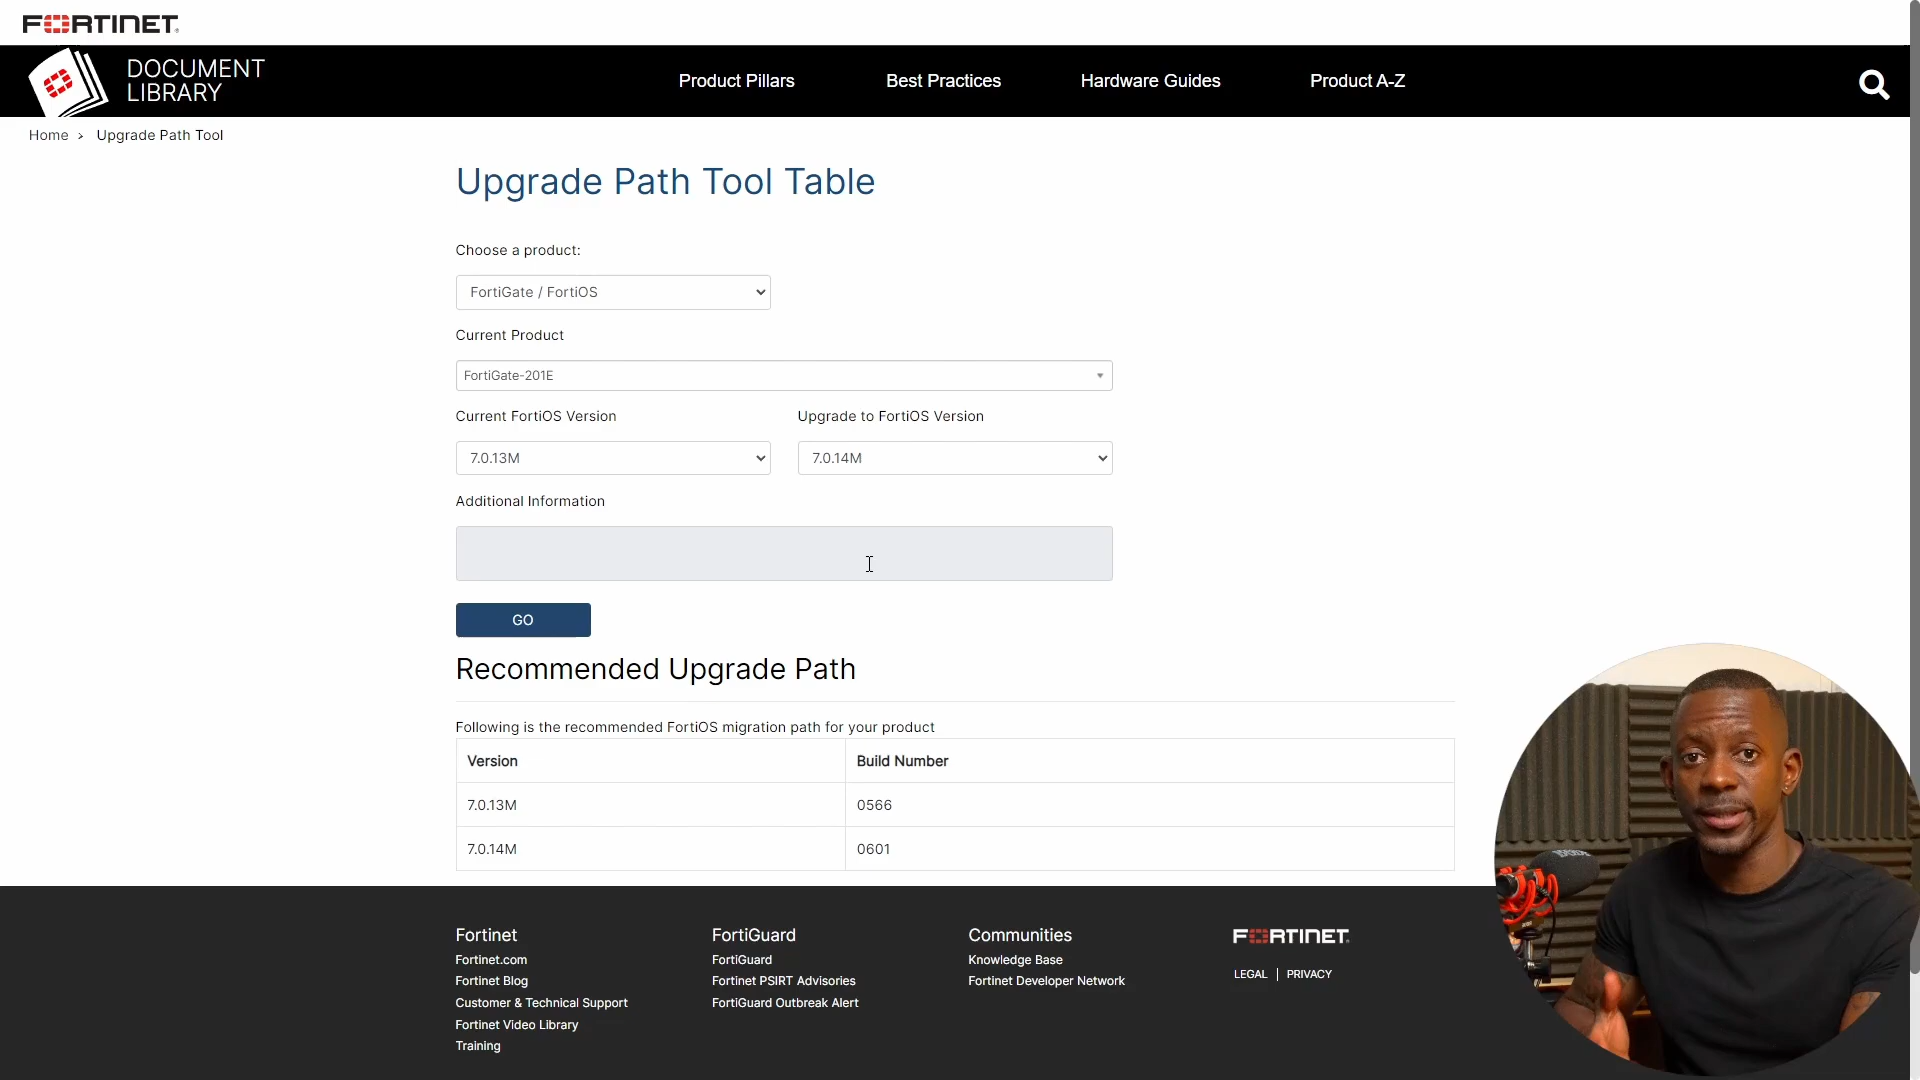 FORTINET
DOCUMENT
LIBRARY
Product Pillars
Best Practices
Hardware Guides
Product A-Z
Home > Upgrade Path Tool
Upgrade Path Tool Table
Choose a product:
FortiGate / FortiOS
Current Product
FortiGate-201E
Current FortiOS Version
Upgrade to FortiOS Version
7.0.13M
7.0.14M
Additional Information
GO
Recommended Upgrade Path
Following is the recommended FortiOS migration path for your product
Version Build Number
7.0.13M 0566
7.0.14M 0601
Fortinet
Fortinet.com
Fortinet Blog
Customer & Technical Support
Fortinet Video Library
Training
FortiGuard
FortiGuard
Fortinet PSIRT Advisories
FortiGuard Outbreak Alert
Communities
Knowledge Base
Fortinet Developer Network
FORTINET
LEGAL | PRIVACY